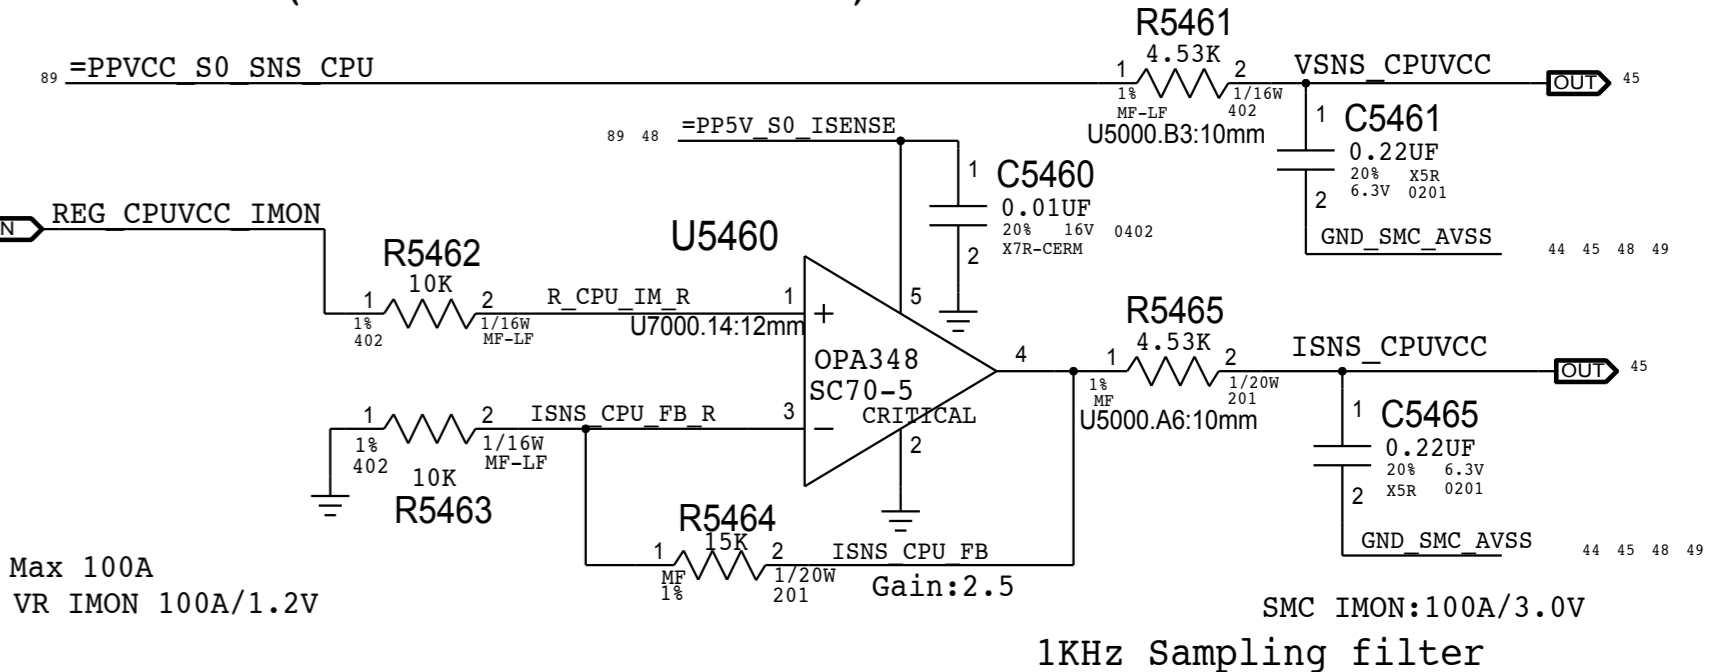 R5461
4.53K
89 =PPVCC_S0_SNS_CPU
1 2
VSNS_CPUVCC
OUT 45
1% 1/16W
MF-LF 402
U5000.B3:10mm
89 48 =PP5V_S0_ISENSE
1 C5461
0.22UF
20% X5R
6.3V 0201
2
GND_SMC_AVSS 44 45 48 49
1 C5460
0.01UF
20% 16V 0402
X7R-CERM
2
N REG_CPUVCC_IMON
R5462
10K
1 2
1% 1/16W
402 MF-LF
R_CPU_IM_R
U7000.14:12mm
U5460
1 + 5
OPA348
SC70-5
CRITICAL
3 - 2
4
R5465
4.53K
1 2
1% 1/20W
MF 201
U5000.A6:10mm
ISNS_CPUVCC
OUT 45
1 C5465
0.22UF
20% 6.3V
X5R 0201
2
GND_SMC_AVSS 44 45 48 49
1 2
ISNS_CPU_FB_R
1% 1/16W
402 MF-LF
10K
R5463
R5464
15K
1 2
ISNS_CPU_FB
MF 1/20W
1% 201
Gain:2.5
Max 100A
VR IMON 100A/1.2V
SMC IMON:100A/3.0V
1KHz Sampling filter